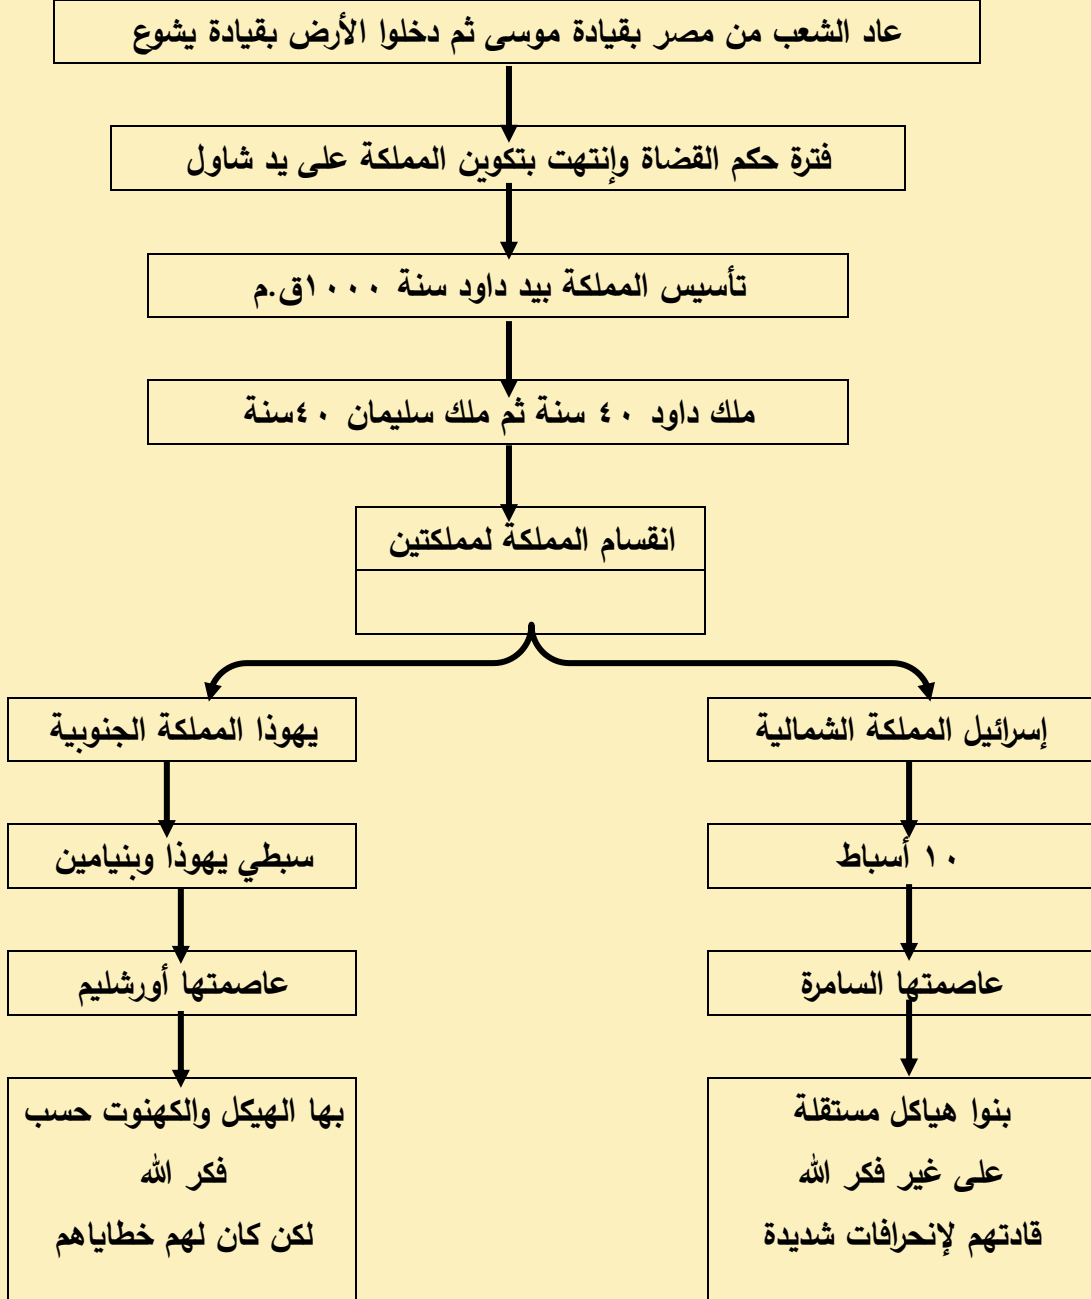 عاد الشعب من مصر بقيادة موسى ثم دخلوا الأرض بقيادة يشوع
فترة حكم القضاة وإنتهت بتكوين المملكة على يد شاول
تأسيس المملكة بيد داود سنة ١٠٠٠ق.م
ملك داود ٤٠ سنة ثم ملك سليمان ٤٠سنة
انقسام المملكة لمملكتين
إسرائيل المملكة الشمالية
١٠ أسباط
عاصمتها السامرة
بنوا هياكل مستقلة
على غير فكر الله
قادتهم لإنحرافات شديدة
يهوذا المملكة الجنوبية
سبطي يهوذا وبنيامين
عاصمتها أورشليم
بها الهيكل والكهنوت حسب
فكر الله
لكن كان لهم خطاياهم